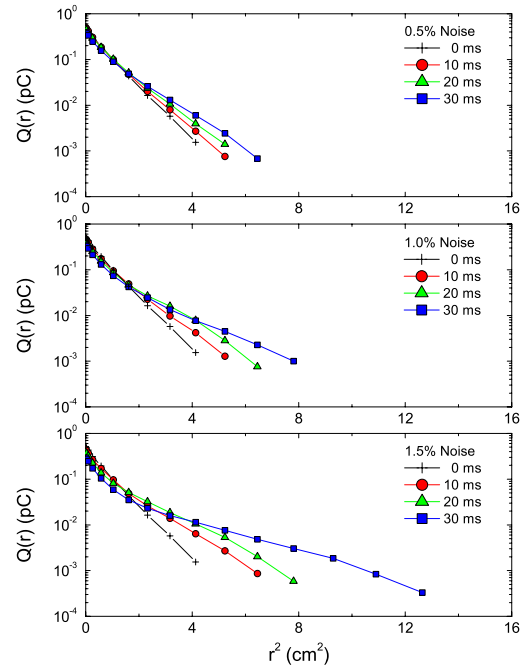 10⁰
10⁻¹
10⁻²
10⁻³
10⁻⁴
Q(r) (pC)
0.5% Noise
0 ms
10 ms
20 ms
30 ms
0 4 8 12 16
10⁰
10⁻¹
10⁻²
10⁻³
10⁻⁴
Q(r) (pC)
1.0% Noise
0 ms
10 ms
20 ms
30 ms
0 4 8 12 16
10⁰
10⁻¹
10⁻²
10⁻³
10⁻⁴
Q(r) (pC)
1.5% Noise
0 ms
10 ms
20 ms
30 ms
0 4 8 12 16
r² (cm²)